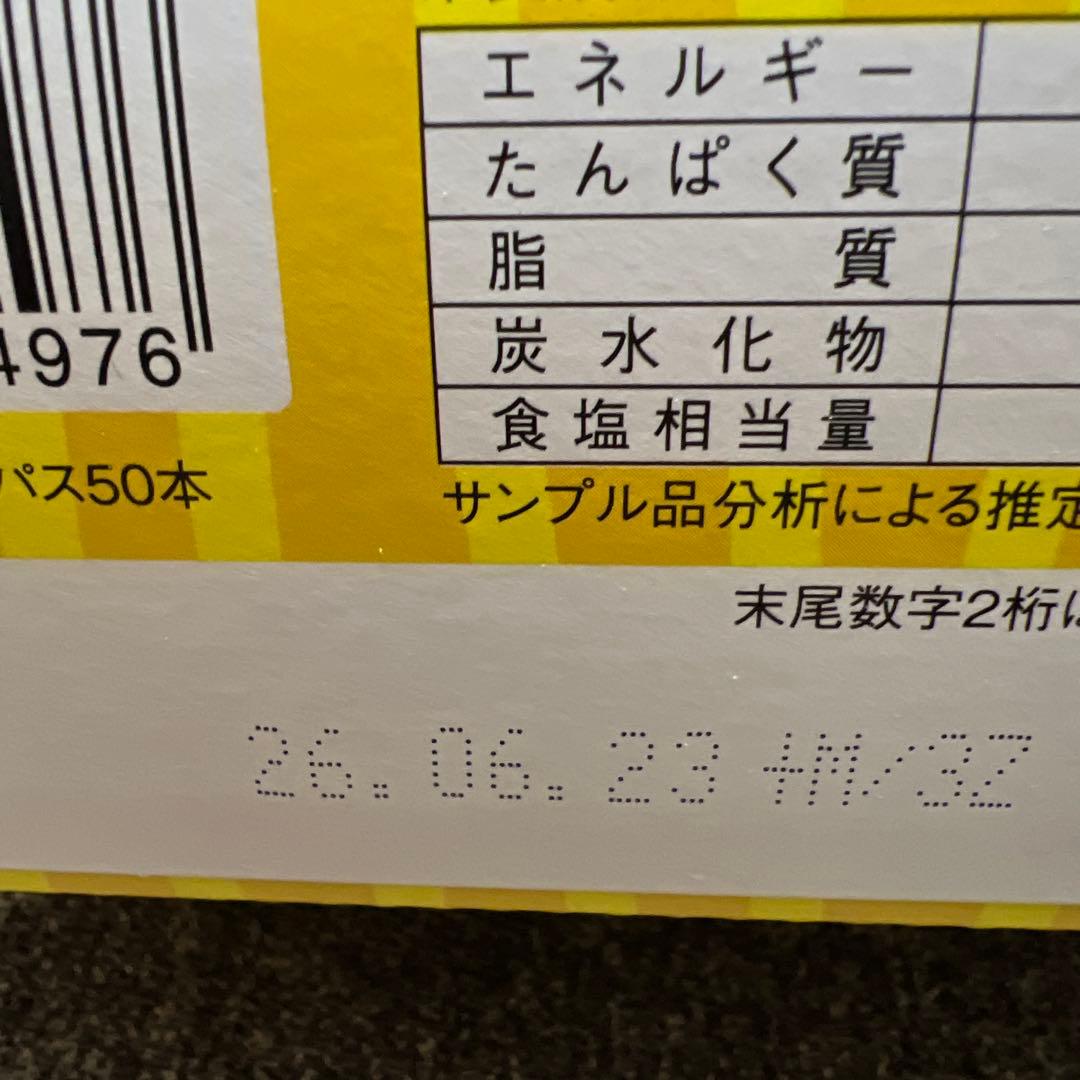 エネルギー
たんぱく質
脂質
炭水化物
食塩相当量
4976
パス50本
サンプル品分析による推定
末尾数字2桁は
26.06.23 +M/3Z